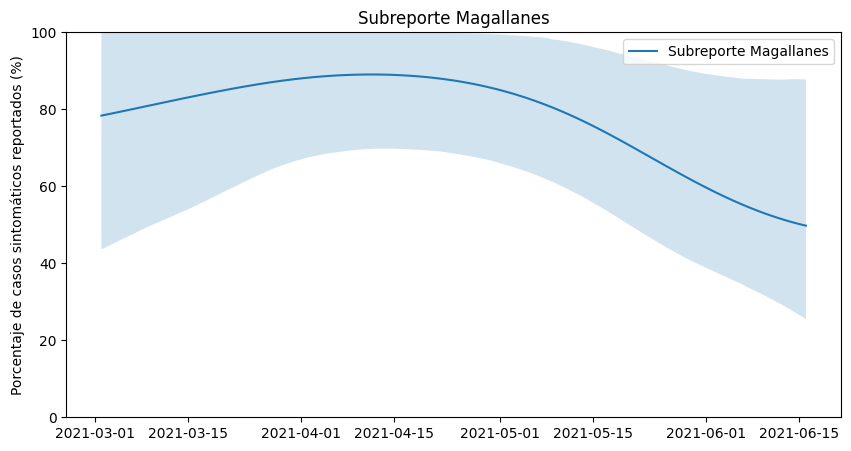 Subreporte Magallanes
Subreporte Magallanes
Porcentaje de casos sintomáticos reportados (%)
100
80
60
40
20
0
2021-03-01 2021-03-15 2021-04-01 2021-04-15 2021-05-01 2021-05-15 2021-06-01 2021-06-15